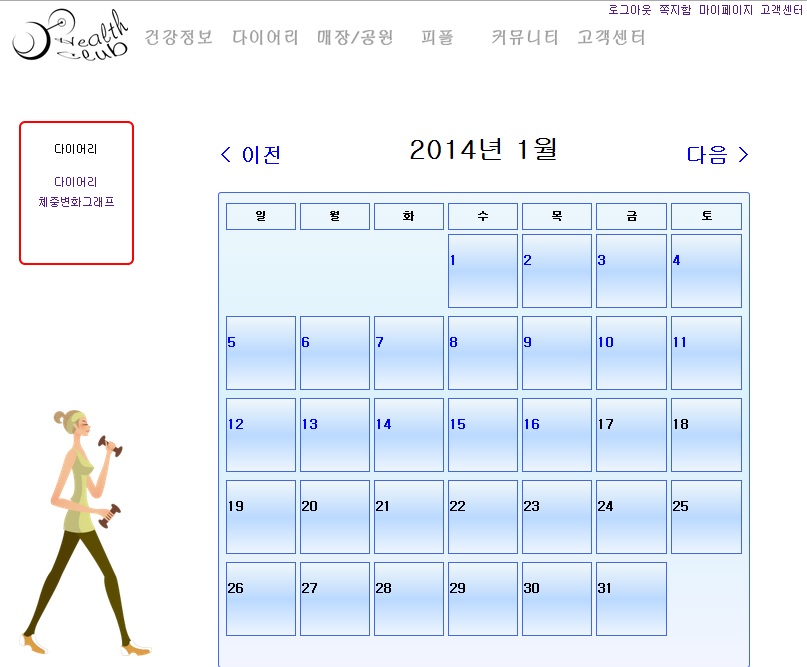 로그아웃 쪽지함 마이페이지 고객센터
Health Club
건강정보 다이어리 매장/공원 피플 커뮤니티 고객센터
다이어리
다이어리
체중변화그래프
< 이전 2014년 1월 다음 >
일 월 화 수 목 금 토
1 2 3 4
5 6 7 8 9 10 11
12 13 14 15 16 17 18
19 20 21 22 23 24 25
26 27 28 29 30 31